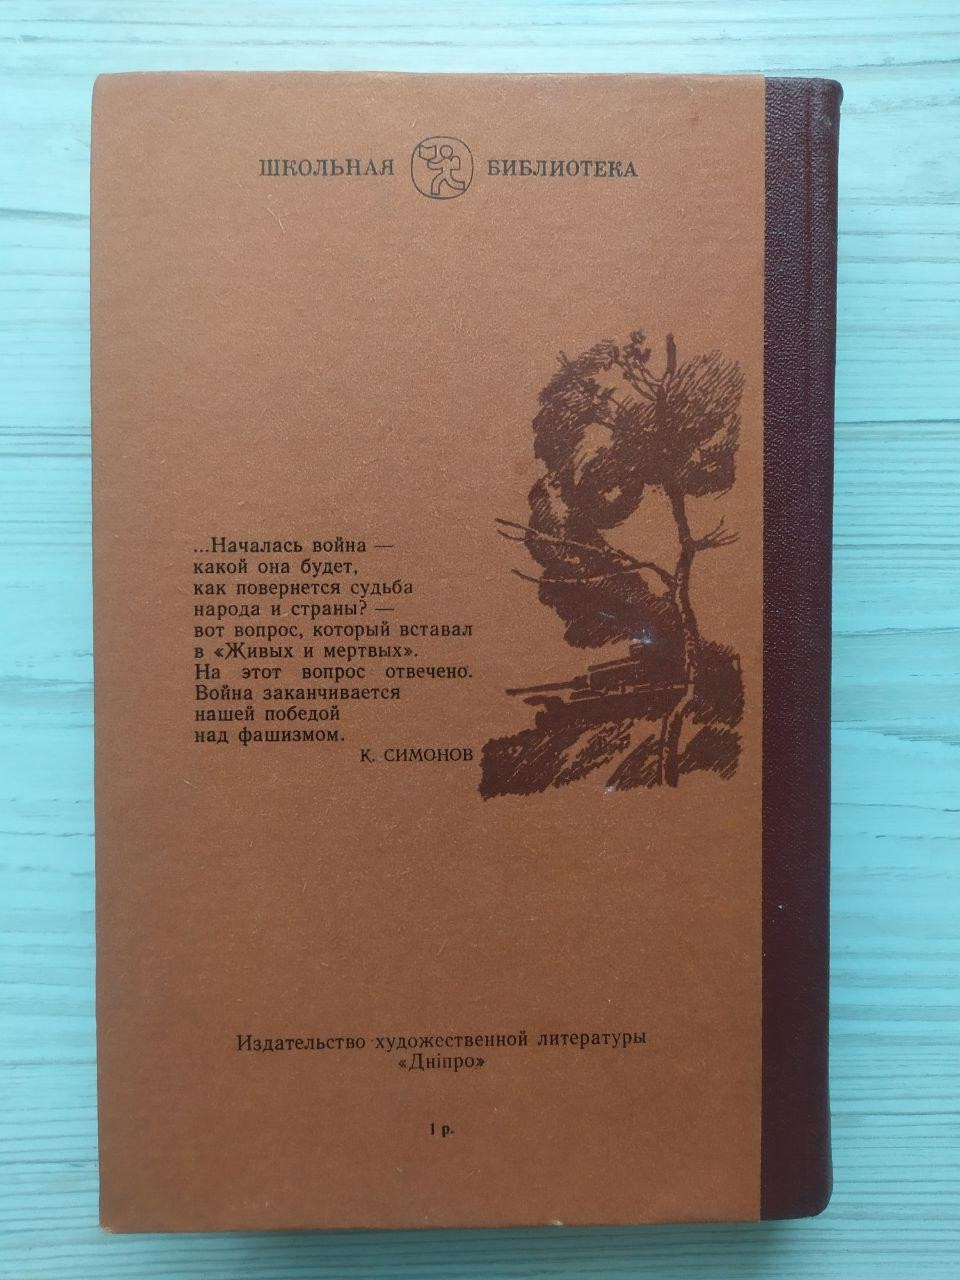 ШКОЛЬНАЯ БИБЛИОТЕКА
...Началась война —
какой она будет,
как повернется судьба
народа и страны? —
вот вопрос, который вставал
в «Живых и мертвых».
На этот вопрос отвечено.
Война заканчивается
нашей победой
над фашизмом.
К. СИМОНОВ
Издательство художественной литературы
«Дніпро»
1 р.